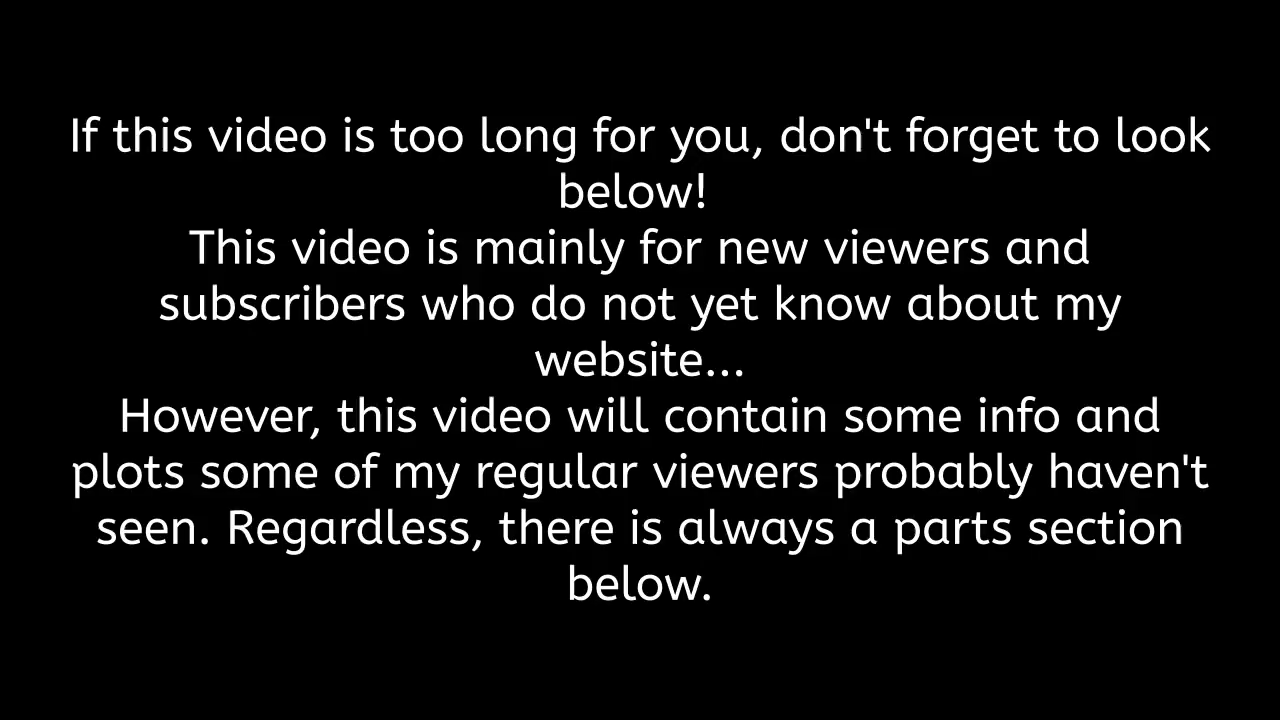 If this video is too long for you, don't forget to look
below!
This video is mainly for new viewers and
subscribers who do not yet know about my
website...
However, this video will contain some info and
plots some of my regular viewers probably haven't
seen. Regardless, there is always a parts section
below.